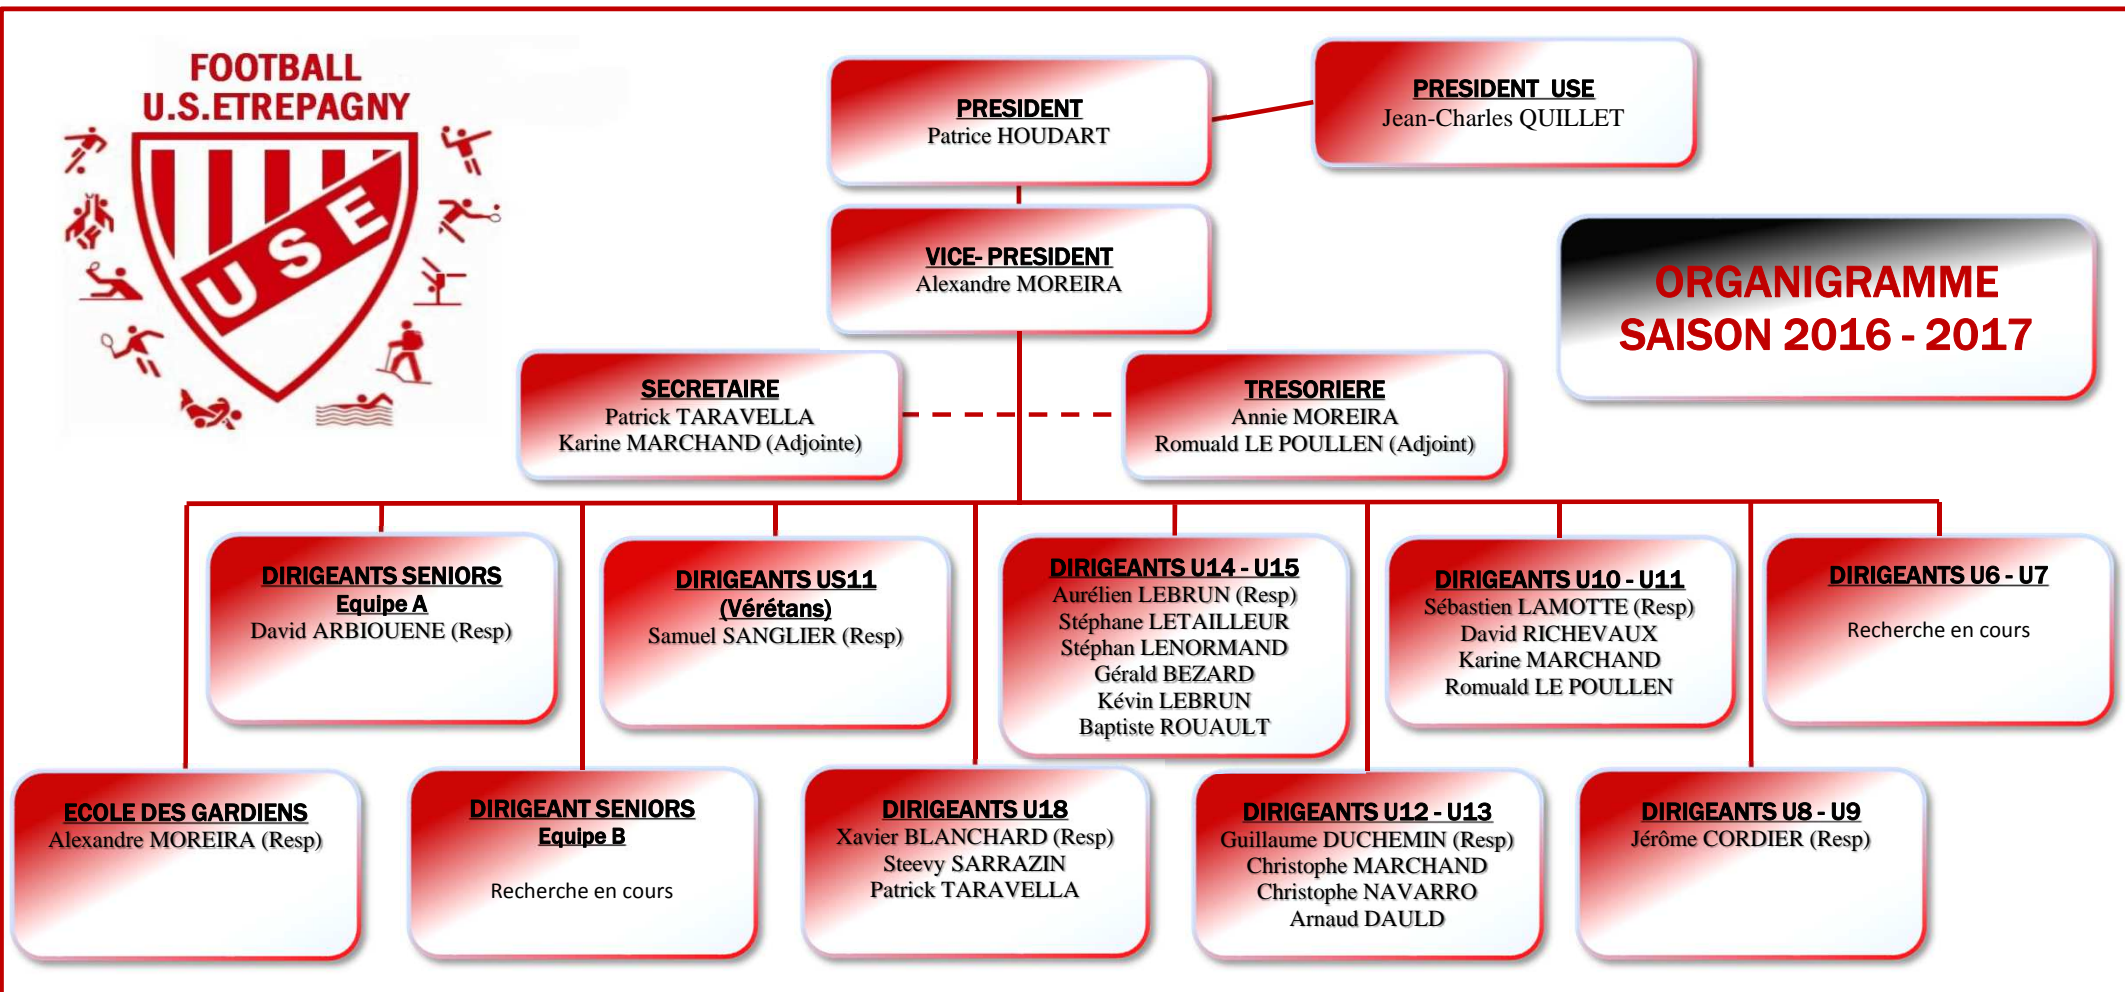 FOOTBALL
U.S.ETREPAGNY
USE
PRESIDENT
Patrice HOUDART
PRESIDENT USE
Jean-Charles QUILLET
VICE- PRESIDENT
Alexandre MOREIRA
ORGANIGRAMME
SAISON 2016 - 2017
SECRETAIRE
Patrick TARAVELLA
Karine MARCHAND (Adjointe)
TRESORIERE
Annie MOREIRA
Romuald LE POULLEN (Adjoint)
DIRIGEANTS SENIORS
Equipe A
David ARBIOUENE (Resp)
DIRIGEANTS US11
(Vérétans)
Samuel SANGLIER (Resp)
DIRIGEANTS U14 - U15
Aurélien LEBRUN (Resp)
Stéphane LETAILLEUR
Stéphan LENORMAND
Gérald BEZARD
Kévin LEBRUN
Baptiste ROUAULT
DIRIGEANTS U10 - U11
Sébastien LAMOTTE (Resp)
David RICHEVAUX
Karine MARCHAND
Romuald LE POULLEN
DIRIGEANTS U6 - U7
Recherche en cours
ECOLE DES GARDIENS
Alexandre MOREIRA (Resp)
DIRIGEANT SENIORS
Equipe B
Recherche en cours
DIRIGEANTS U18
Xavier BLANCHARD (Resp)
Steevy SARRAZIN
Patrick TARAVELLA
DIRIGEANTS U12 - U13
Guillaume DUCHEMIN (Resp)
Christophe MARCHAND
Christophe NAVARRO
Arnaud DAULD
DIRIGEANTS U8 - U9
Jérôme CORDIER (Resp)